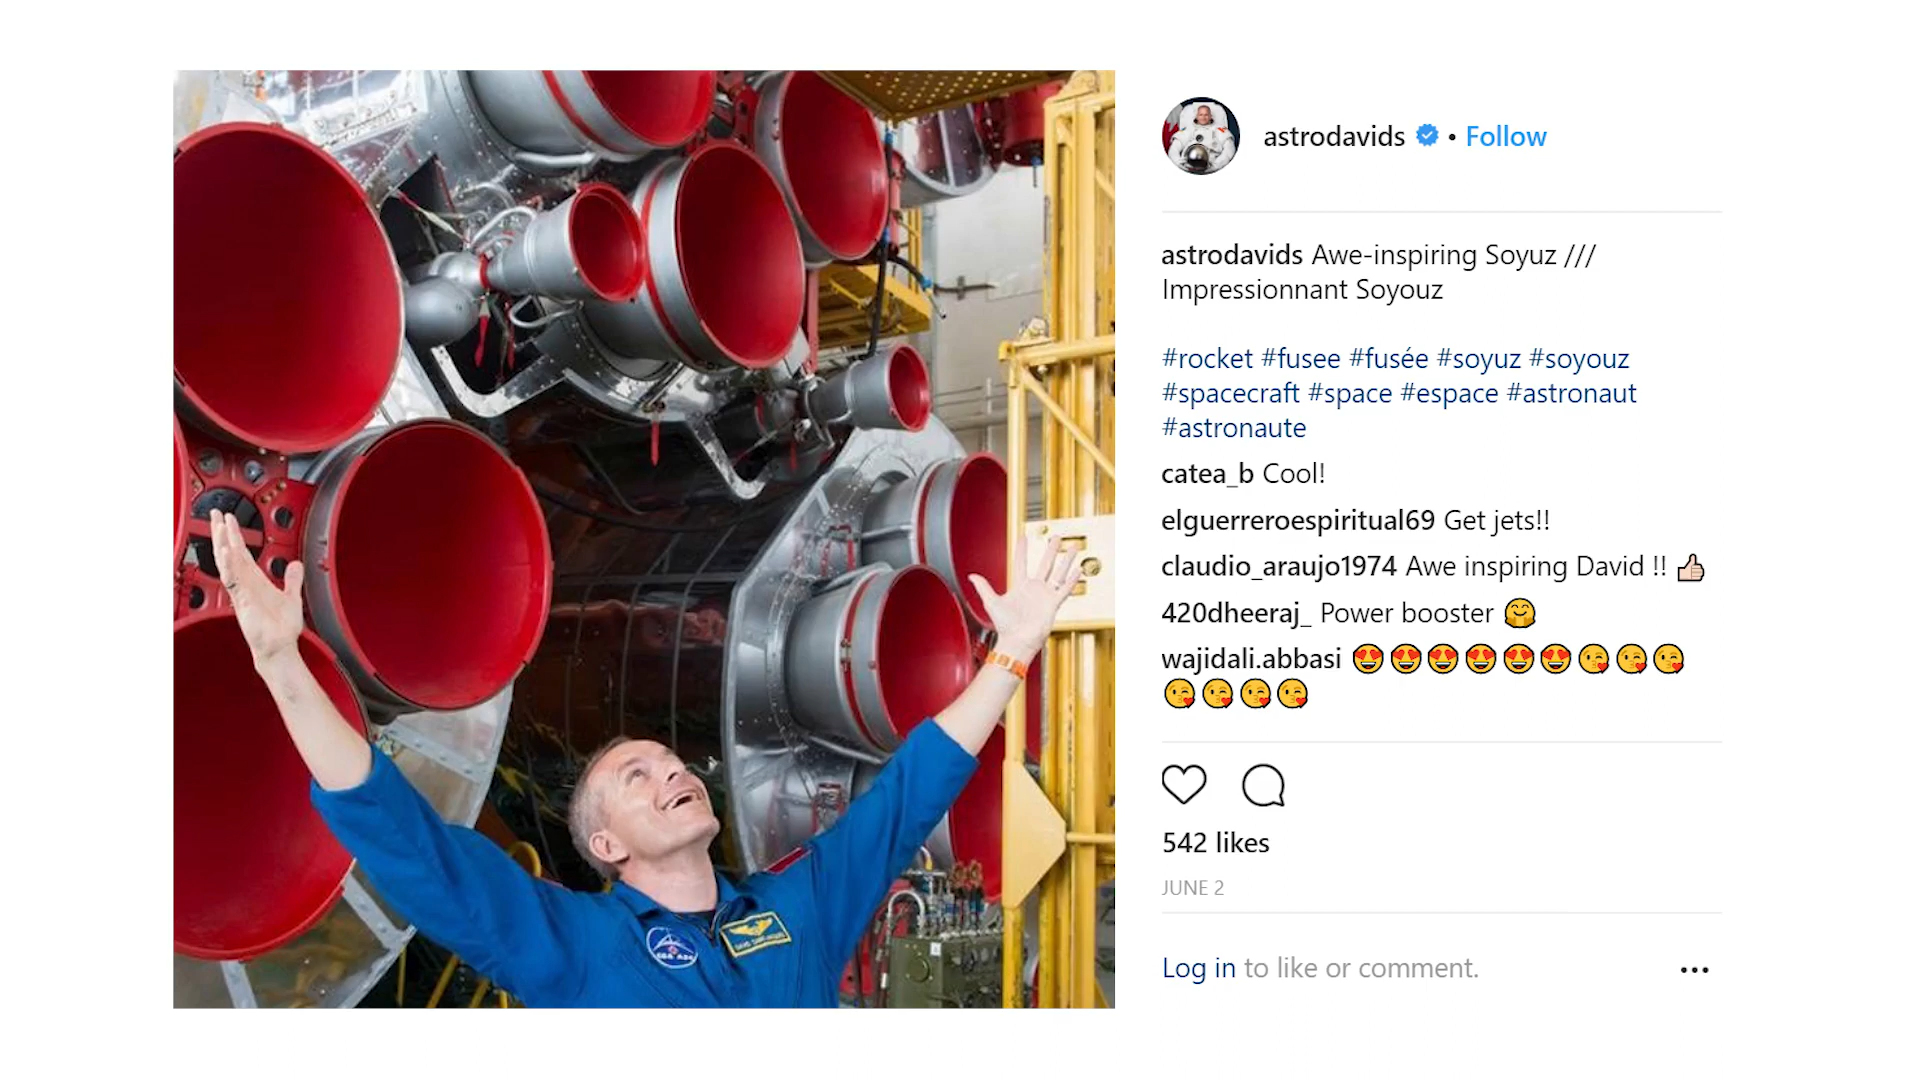 astrodavids • Follow
astrodavids Awe-inspiring Soyuz ///
Impressionnant Soyouz
#rocket #fusee #fusée #soyuz #soyouz
#spacecraft #space #espace #astronaut
#astronaute
catea_b Cool!
elguerreroespiritual69 Get jets!!
claudio_araujo1974 Awe inspiring David !! 👍🏻
420dheeraj_ Power booster 🤗
wajidali.abbasi 😍😍😍😍😍😍😘😘😘
😘😘😘😘
542 likes
JUNE 2
Log in to like or comment.